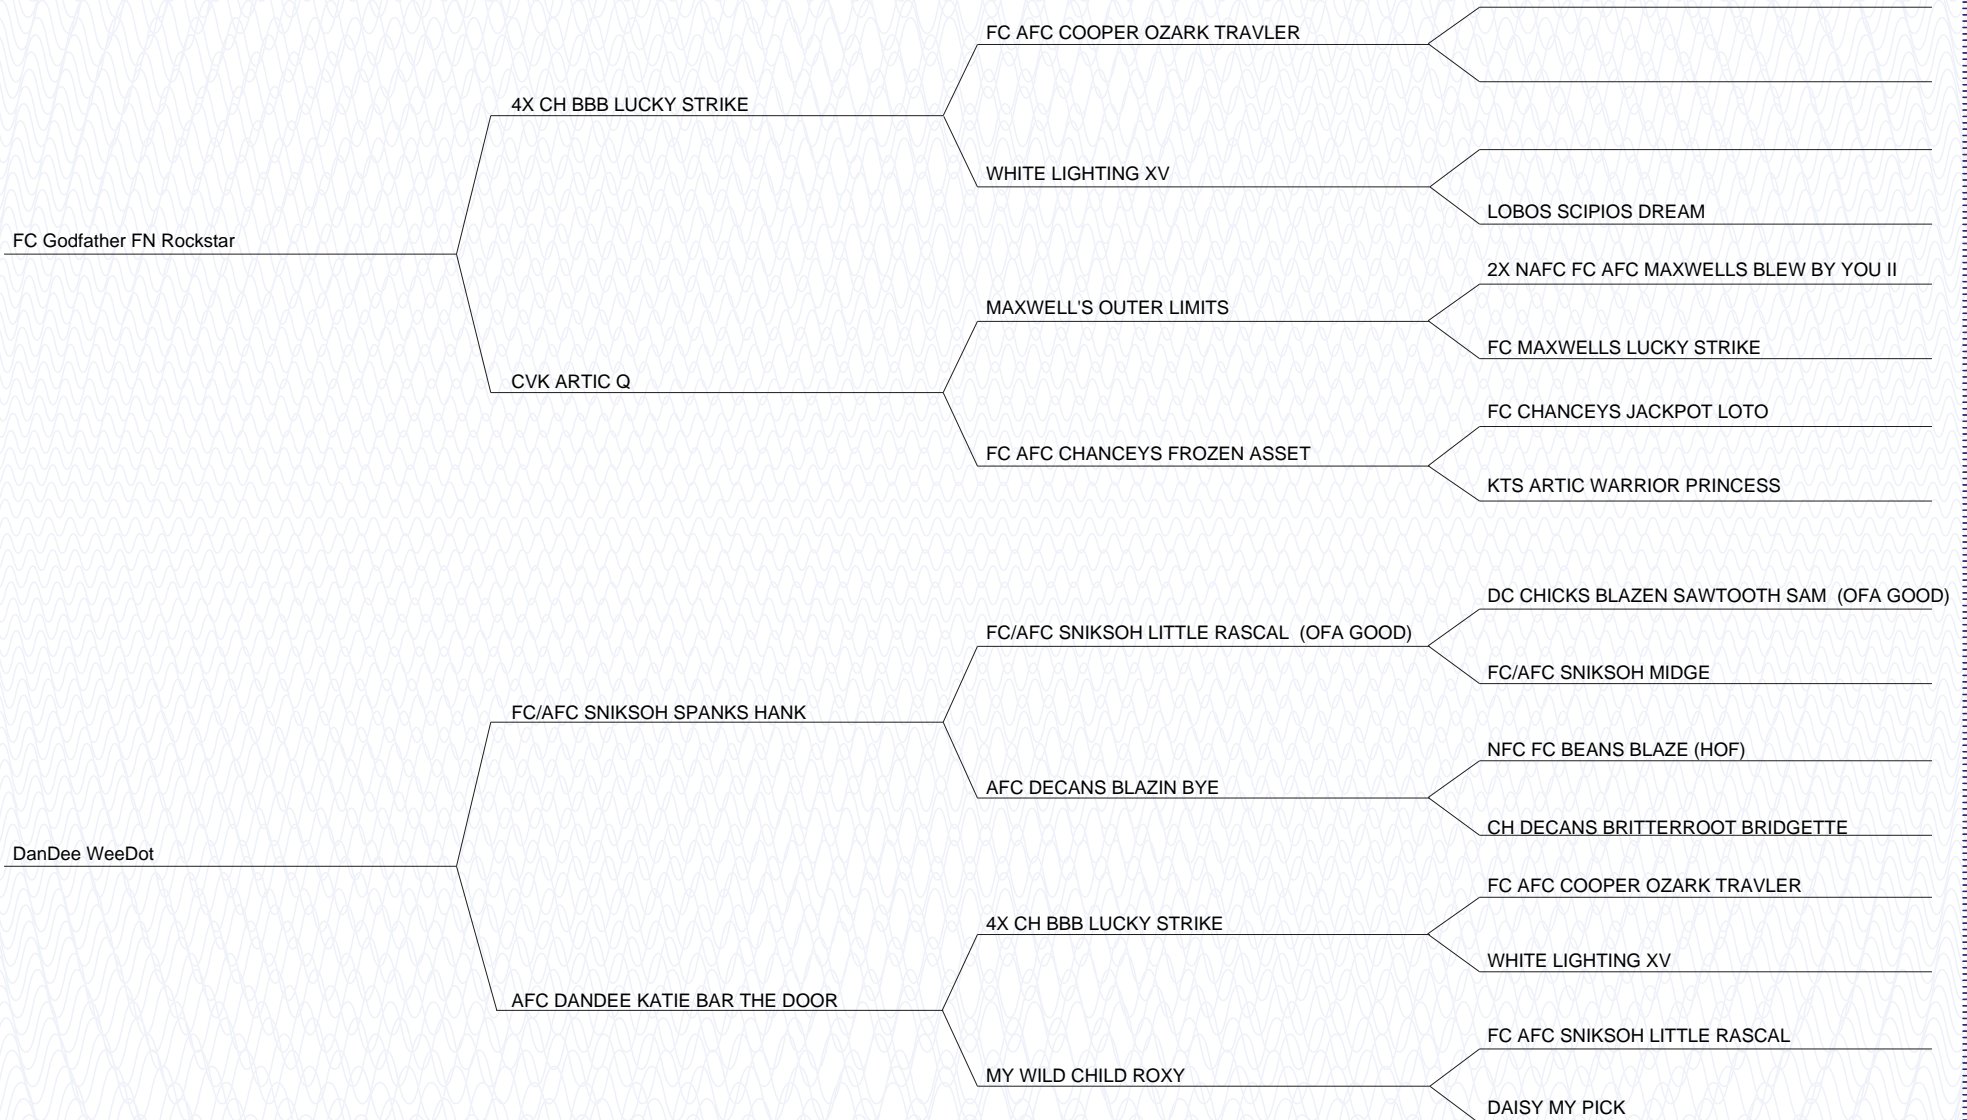 FC AFC COOPER OZARK TRAVLER
4X CH BBB LUCKY STRIKE
WHITE LIGHTING XV
LOBOS SCIPIOS DREAM
FC Godfather FN Rockstar
2X NAFC FC AFC MAXWELLS BLEW BY YOU II
MAXWELL'S OUTER LIMITS
FC MAXWELLS LUCKY STRIKE
CVK ARTIC Q
FC CHANCEYS JACKPOT LOTO
FC AFC CHANCEYS FROZEN ASSET
KTS ARTIC WARRIOR PRINCESS
DC CHICKS BLAZEN SAWTOOTH SAM (OFA GOOD)
FC/AFC SNIKSOH LITTLE RASCAL (OFA GOOD)
FC/AFC SNIKSOH MIDGE
FC/AFC SNIKSOH SPANKS HANK
NFC FC BEANS BLAZE (HOF)
AFC DECANS BLAZIN BYE
CH DECANS BRITTERROOT BRIDGETTE
DanDee WeeDot
FC AFC COOPER OZARK TRAVLER
4X CH BBB LUCKY STRIKE
WHITE LIGHTING XV
AFC DANDEE KATIE BAR THE DOOR
FC AFC SNIKSOH LITTLE RASCAL
MY WILD CHILD ROXY
DAISY MY PICK